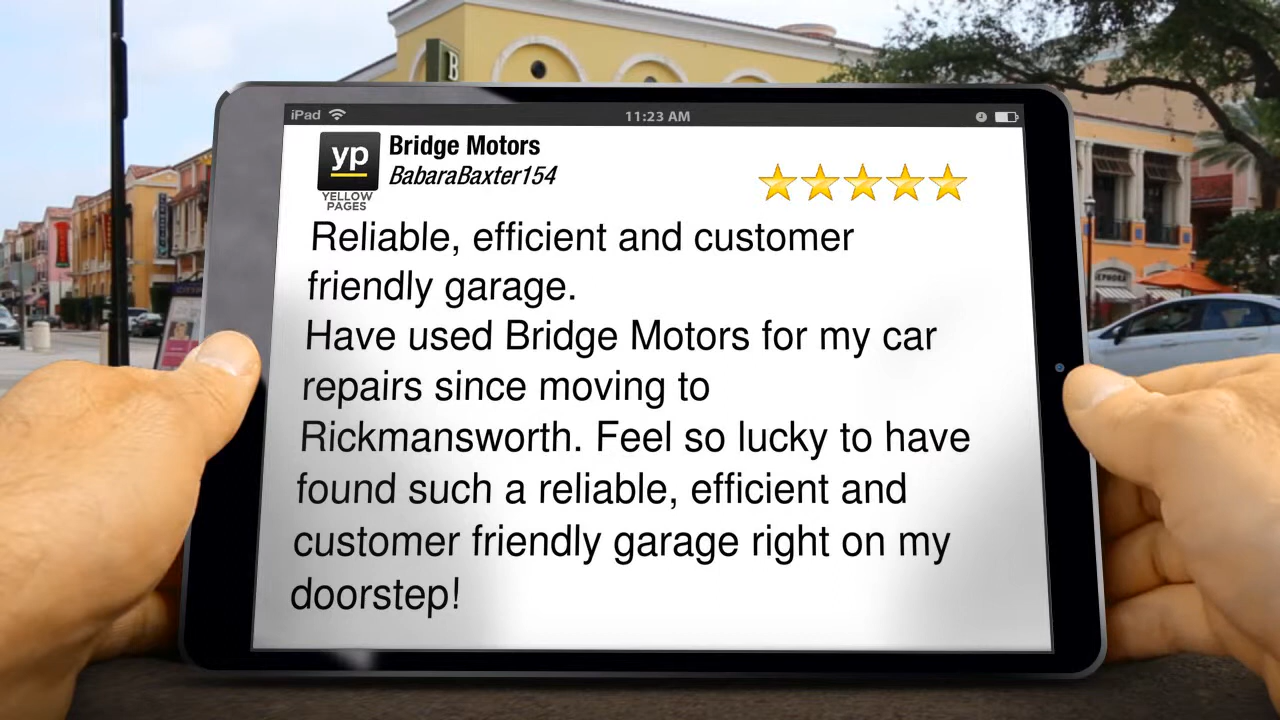 B
iPad
11:23 AM
yp
YELLOW
PAGES
Bridge Motors
BabaraBaxter154
Reliable, efficient and customer
friendly garage.
Have used Bridge Motors for my car
repairs since moving to
Rickmansworth. Feel so lucky to have
found such a reliable, efficient and
customer friendly garage right on my
doorstep!
SEPHORA